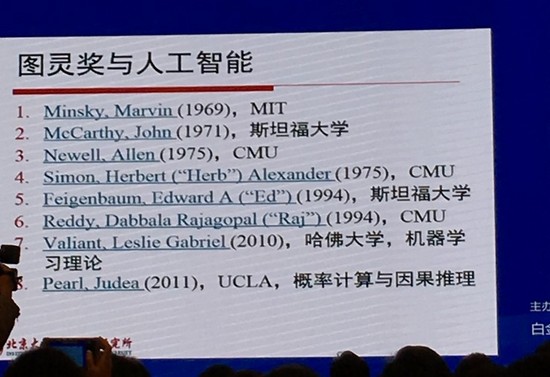 图灵奖与人工智能
1. Minsky, Marvin (1969)，MIT
2. McCarthy, John (1971)，斯坦福大学
3. Newell, Allen (1975)，CMU
4. Simon, Herbert (“Herb”) Alexander (1975)，CMU
5. Feigenbaum, Edward A (“Ed”) (1994)，斯坦福大学
6. Reddy, Dabbala Rajagopal (“Raj”) (1994)，CMU
7. Valiant, Leslie Gabriel (2010)，哈佛大学，机器学
习理论
Pearl, Judea (2011)，UCLA，概率计算与因果推理
主办
白金
北京大 究所